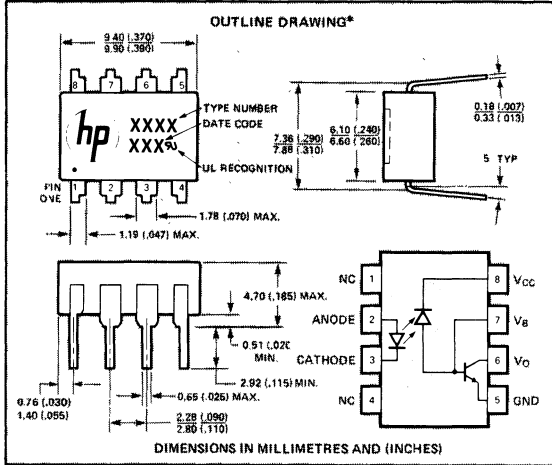 OUTLINE DRAWING*
9.40 (.370)
9.90 (.390)
8 7 6 5
hp
XXXX
XXX
TYPE NUMBER
DATE CODE
UL RECOGNITION
PIN
ONE
1 2 3 4
1.78 (.070) MAX.
1.19 (.047) MAX.
7.36 (.290)
7.88 (.310)
6.10 (.240)
6.60 (.260)
0.18 (.007)
0.33 (.013)
5 TYP
4.70 (.185) MAX.
0.51 (.020
MIN.
2.92 (.115) MIN.
0.76 (.030)
1.40 (.055)
0.65 (.025) MAX.
2.28 (.090)
2.80 (.110)
NC 1
8 VCC
ANODE 2
7 VB
CATHODE 3
6 VO
NC 4
5 GND
DIMENSIONS IN MILLIMETRES AND (INCHES)